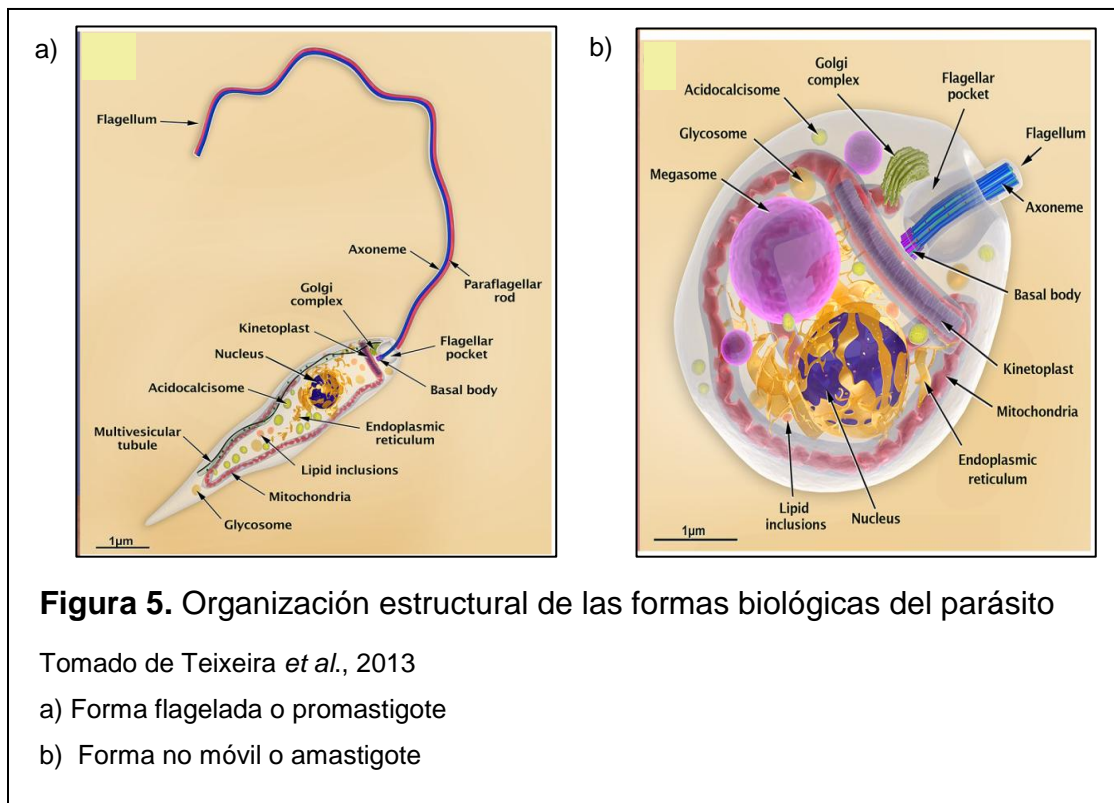 a)
Flagellum
Axoneme
Paraflagellar
rod
Golgi
complex
Kinetoplast
Flagellar
pocket
Nucleus
Basal body
Acidocalcisome
Endoplasmic
reticulum
Multivesicular
tubule
Lipid inclusions
Mitochondria
Glycosome
1µm
b)
Golgi
complex
Flagellar
pocket
Acidocalcisome
Flagellum
Glycosome
Megasome
Axoneme
Basal body
Kinetoplast
Mitochondria
Endoplasmic
reticulum
Lipid
inclusions
Nucleus
1µm
Figura 5. Organización estructural de las formas biológicas del parásito
Tomado de Teixeira et al., 2013
a) Forma flagelada o promastigote
b) Forma no móvil o amastigote